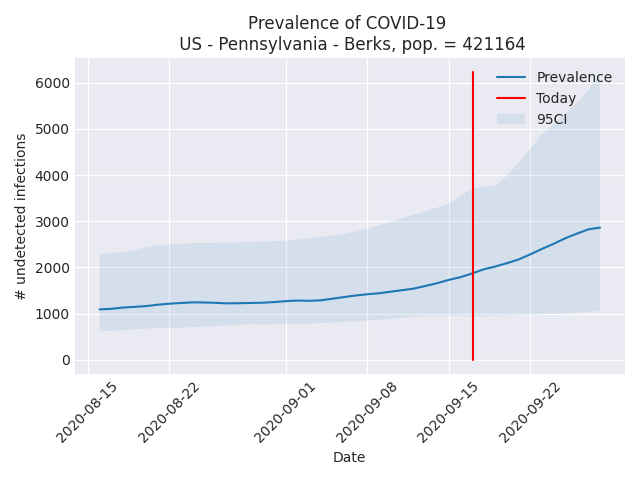 Prevalence of COVID-19
US - Pennsylvania - Berks, pop. = 421164
Prevalence
Today
95CI
# undetected infections
6000
5000
4000
3000
2000
1000
0
2020-08-15
2020-08-22
2020-09-01
2020-09-08
2020-09-15
2020-09-22
Date